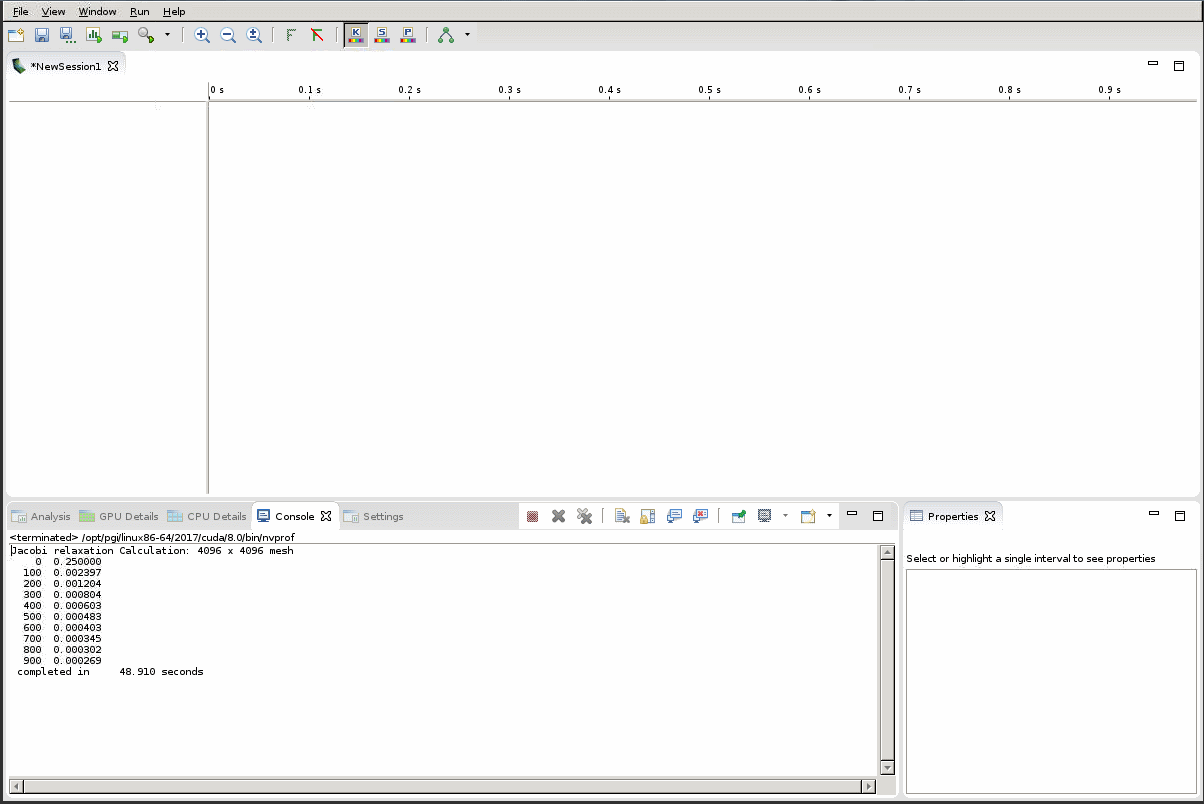 File View Window Run Help
K S P
*NewSession1
0 s 0.1 s 0.2 s 0.3 s 0.4 s 0.5 s 0.6 s 0.7 s 0.8 s 0.9 s
Analysis GPU Details CPU Details Console Settings
Properties
<terminated> /opt/pgi/linux86-64/2017/cuda/8.0/bin/nvprof
Jacobi relaxation Calculation: 4096 x 4096 mesh
0 0.250000
100 0.002397
200 0.001204
300 0.000804
400 0.000603
500 0.000483
600 0.000403
700 0.000345
800 0.000302
900 0.000269
completed in 48.910 seconds
Select or highlight a single interval to see properties